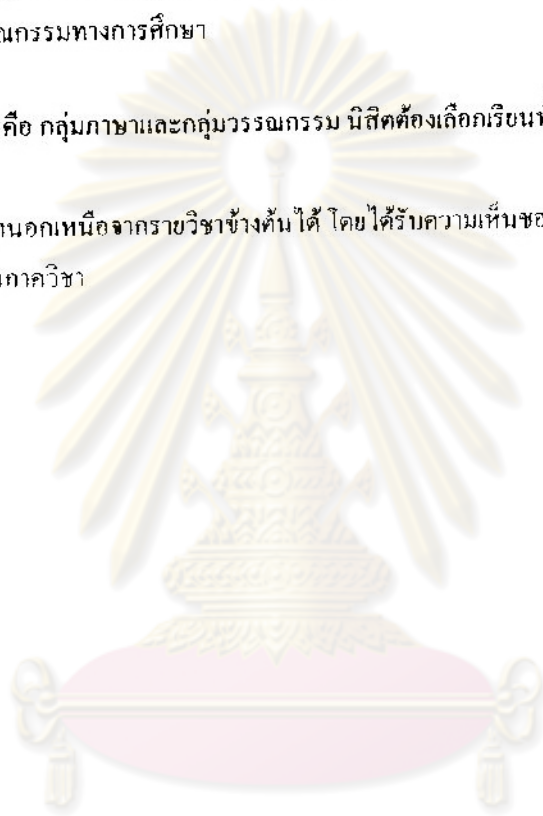 ณกรรมทางการศึกษา
คือ กลุ่มภาษาและกลุ่มวรรณกรรม นิสิตต้องเลือกเรียน
นอกเหนือจากรายวิชาข้างต้นได้ โดยได้รับความเห็นชอ
นภาควิชา